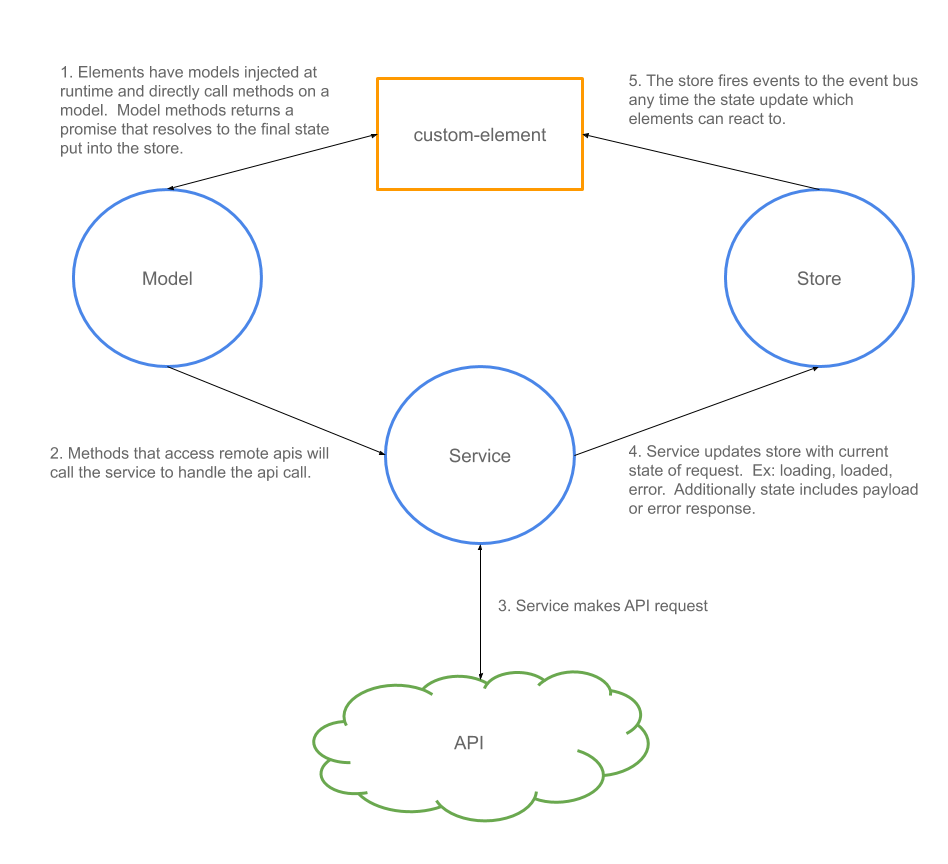 1. Elements have models injected at
runtime and directly call methods on a
model.  Model methods returns a
promise that resolves to the final state
put into the store.
custom-element
5. The store fires events to the event bus
any time the state update which
elements can react to.
Model
Store
2. Methods that access remote apis will
call the service to handle the api call.
Service
4. Service updates store with current
state of request.  Ex: loading, loaded,
error.  Additionally state includes payload
or error response.
3. Service makes API request
API